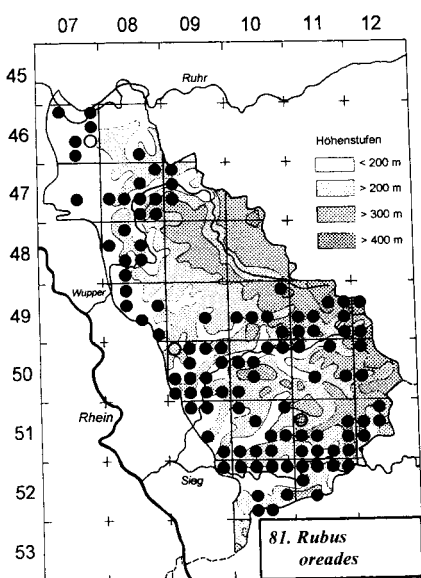 07 08 09 10 11 12
45
Ruhr
46
Höhenstufen
< 200 m
47
> 200 m
> 300 m
48
> 400 m
Wupper
49
50
Rhein
51
Sieg
52
81. Rubus
oreades
53